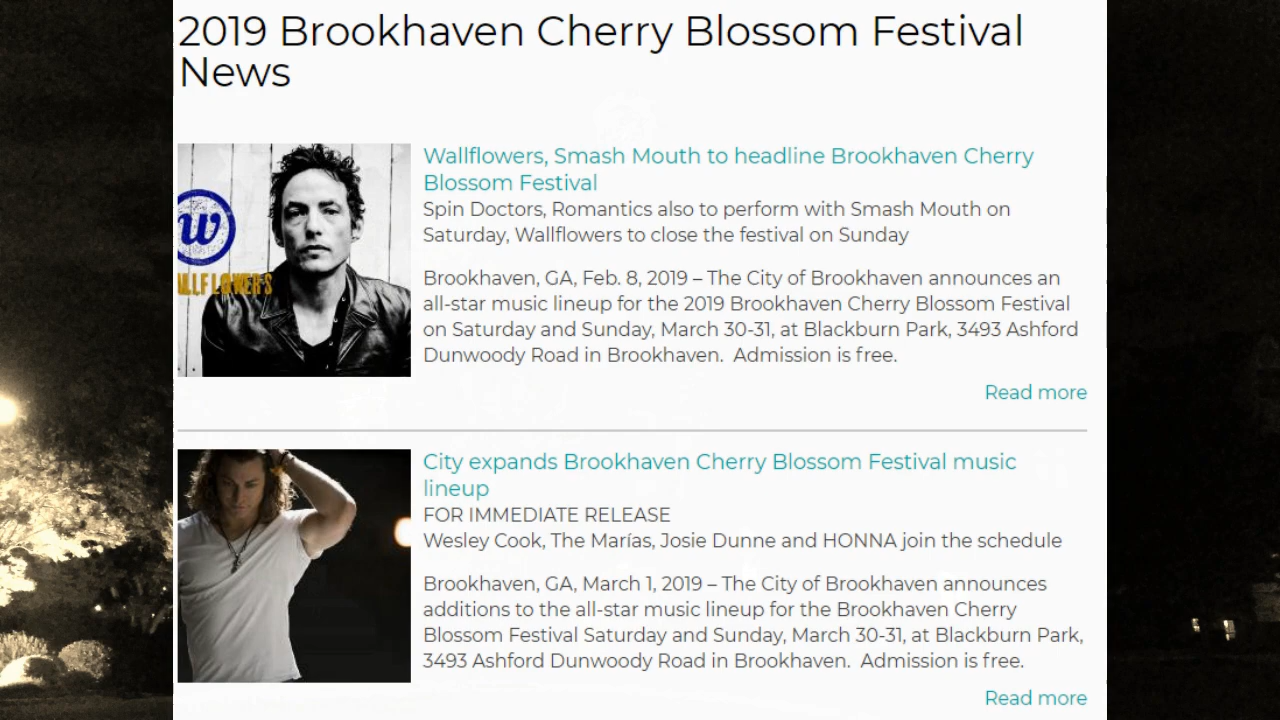 2019 Brookhaven Cherry Blossom Festival
News
Wallflowers, Smash Mouth to headline Brookhaven Cherry
Blossom Festival
Spin Doctors, Romantics also to perform with Smash Mouth on
Saturday, Wallflowers to close the festival on Sunday
w
ALLFLOWERS
Brookhaven, GA, Feb. 8, 2019 – The City of Brookhaven announces an
all-star music lineup for the 2019 Brookhaven Cherry Blossom Festival
on Saturday and Sunday, March 30-31, at Blackburn Park, 3493 Ashford
Dunwoody Road in Brookhaven.  Admission is free.
Read more
City expands Brookhaven Cherry Blossom Festival music
lineup
FOR IMMEDIATE RELEASE
Wesley Cook, The Marías, Josie Dunne and HONNA join the schedule
Brookhaven, GA, March 1, 2019 – The City of Brookhaven announces
additions to the all-star music lineup for the Brookhaven Cherry
Blossom Festival Saturday and Sunday, March 30-31, at Blackburn Park,
3493 Ashford Dunwoody Road in Brookhaven.  Admission is free.
Read more